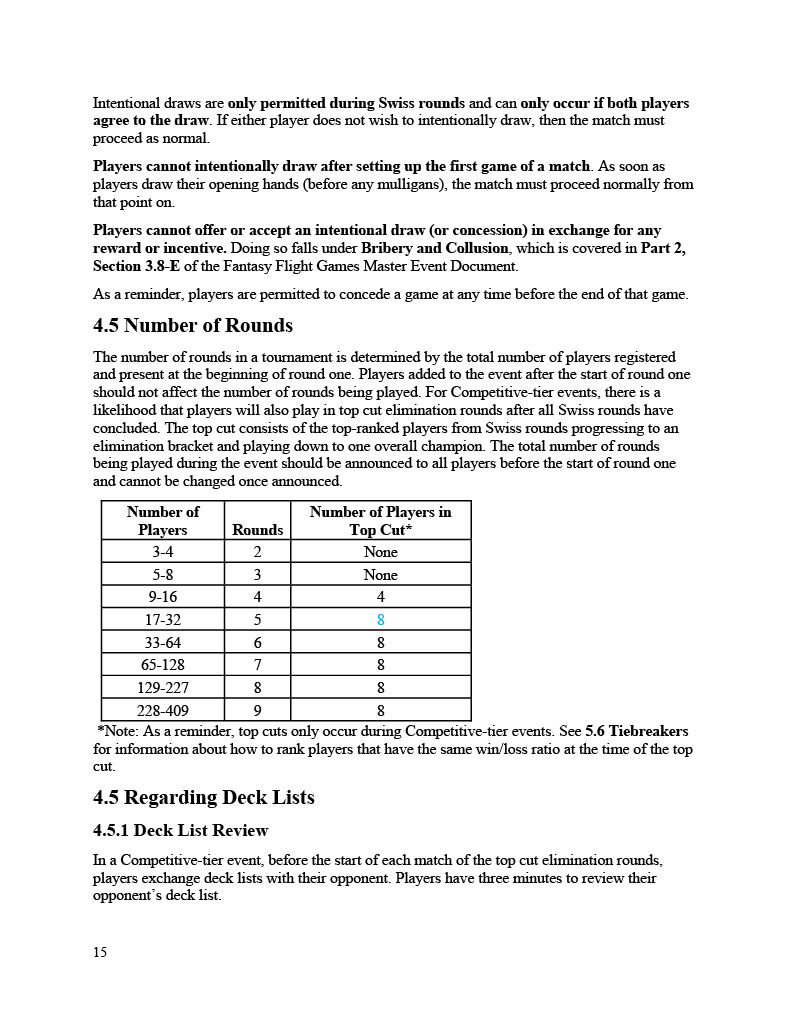 Intentional draws are only permitted during Swiss rounds and can only occur if both players
agree to the draw. If either player does not wish to intentionally draw, then the match must
proceed as normal.
Players cannot intentionally draw after setting up the first game of a match. As soon as
players draw their opening hands (before any mulligans), the match must proceed normally from
that point on.
Players cannot offer or accept an intentional draw (or concession) in exchange for any
reward or incentive. Doing so falls under Bribery and Collusion, which is covered in Part 2,
Section 3.8-E of the Fantasy Flight Games Master Event Document.
As a reminder, players are permitted to concede a game at any time before the end of that game.
4.5 Number of Rounds
The number of rounds in a tournament is determined by the total number of players registered
and present at the beginning of round one. Players added to the event after the start of round one
should not affect the number of rounds being played. For Competitive-tier events, there is a
likelihood that players will also play in top cut elimination rounds after all Swiss rounds have
concluded. The top cut consists of the top-ranked players from Swiss rounds progressing to an
elimination bracket and playing down to one overall champion. The total number of rounds
being played during the event should be announced to all players before the start of round one
and cannot be changed once announced.
Number of Number of Players in
Players Rounds Top Cut*
3-4 2 None
5-8 3 None
9-16 4 4
17-32 5 8
33-64 6 8
65-128 7 8
129-227 8 8
228-409 9 8
*Note: As a reminder, top cuts only occur during Competitive-tier events. See 5.6 Tiebreakers
for information about how to rank players that have the same win/loss ratio at the time of the top
cut.
4.5 Regarding Deck Lists
4.5.1 Deck List Review
In a Competitive-tier event, before the start of each match of the top cut elimination rounds,
players exchange deck lists with their opponent. Players have three minutes to review their
opponent's deck list.
15